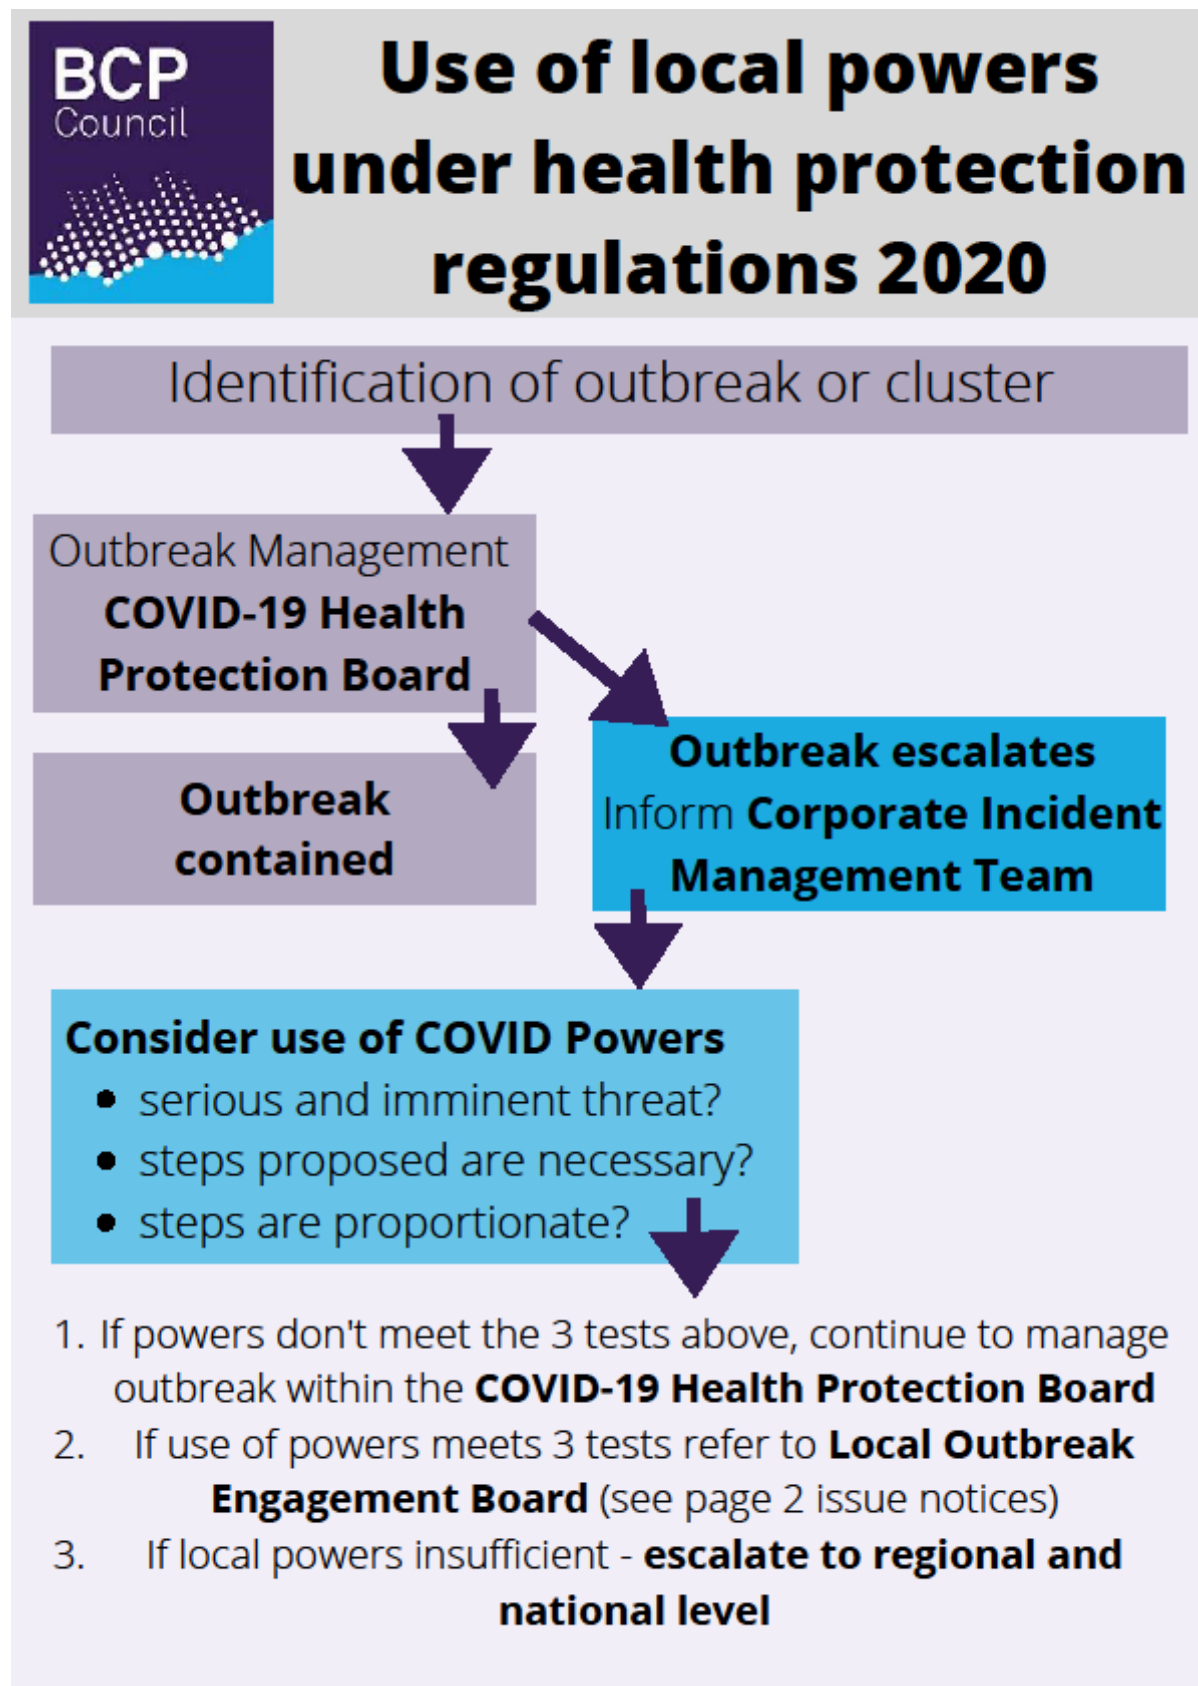 BCP
Council
Use of local powers
under health protection
regulations 2020
Identification of outbreak or cluster
Outbreak Management
COVID-19 Health
Protection Board
Outbreak
contained
Outbreak escalates
Inform Corporate Incident
Management Team
Consider use of COVID Powers
• serious and imminent threat?
• steps proposed are necessary?
• steps are proportionate?
1. If powers don't meet the 3 tests above, continue to manage
outbreak within the COVID-19 Health Protection Board
2. If use of powers meets 3 tests refer to Local Outbreak
Engagement Board (see page 2 issue notices)
3. If local powers insufficient - escalate to regional and
national level